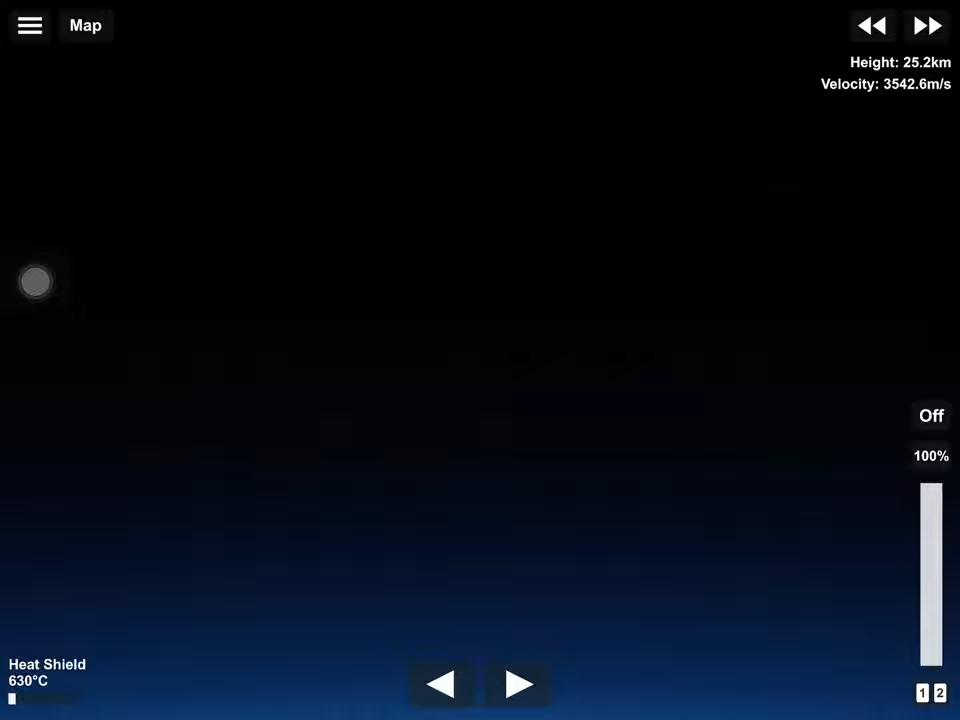 Map
Height: 25.2km
Velocity: 3542.6m/s
Off
100%
Heat Shield
630°C
1 2